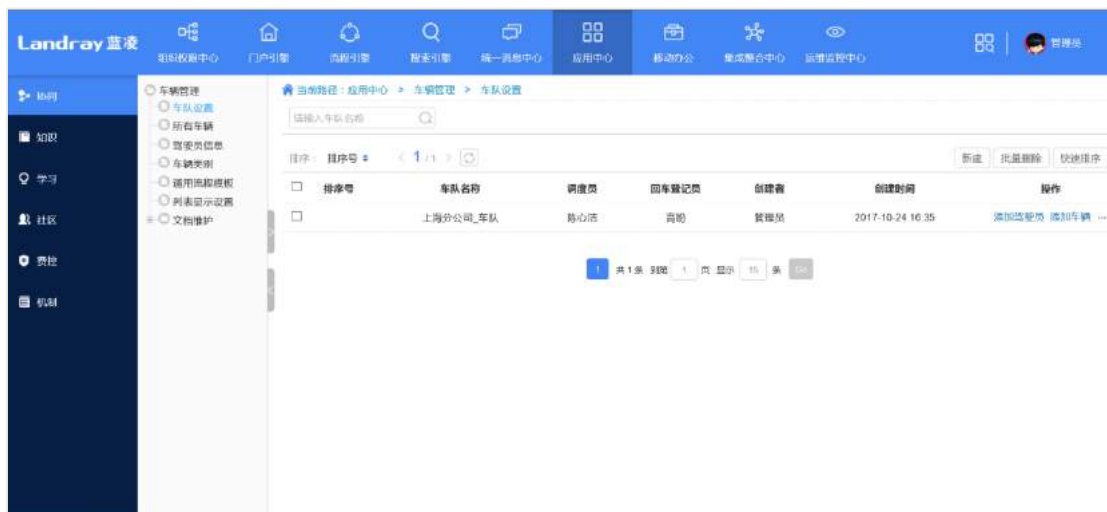 Landray 蓝凌
组织权限中心
门户引擎
流程引擎
搜索引擎
统一消息中心
应用中心
移动办公
集成整合中心
运维监控中心
管理员
协同
知识
学习
社区
费控
机制
车辆管理
车队设置
所有车辆
驾驶员信息
车辆类别
通用流程模板
列表显示设置
文档维护
当前路径：应用中心 > 车辆管理 > 车队设置
请输入车队名称
排序： 排序号 < 1 /1 > 新建 批量删除 快速排序
排序号 车队名称 调度员 回车登记员 创建者 创建时间 操作
上海分公司_车队 陈心洁 管理员 2017-10-24 16:35 添加驾驶员 添加车辆 ...
1 共 1 条 到第 1 页 显示 15 条 Go